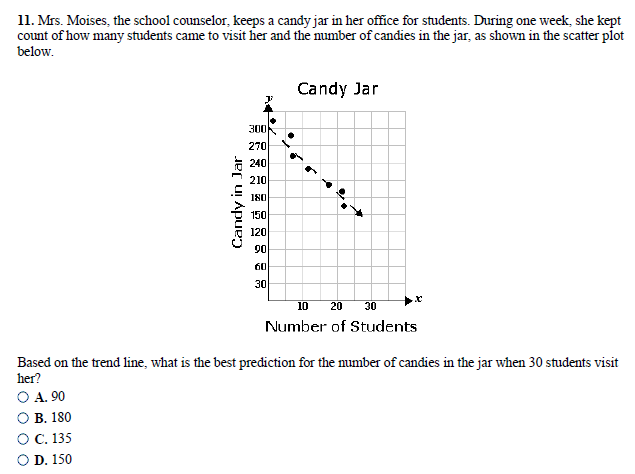 11. Mrs. Moises, the school counselor, keeps a candy jar in her office for students. During one week, she kept
count of how many students came to visit her and the number of candies in the jar, as shown in the scatter plot
below.
Candy Jar
y
300
270
240
210
180
150
120
90
60
30
Candy in Jar
x
10 20 30
Number of Students
Based on the trend line, what is the best prediction for the number of candies in the jar when 30 students visit
her?
A. 90
B. 180
C. 135
D. 150